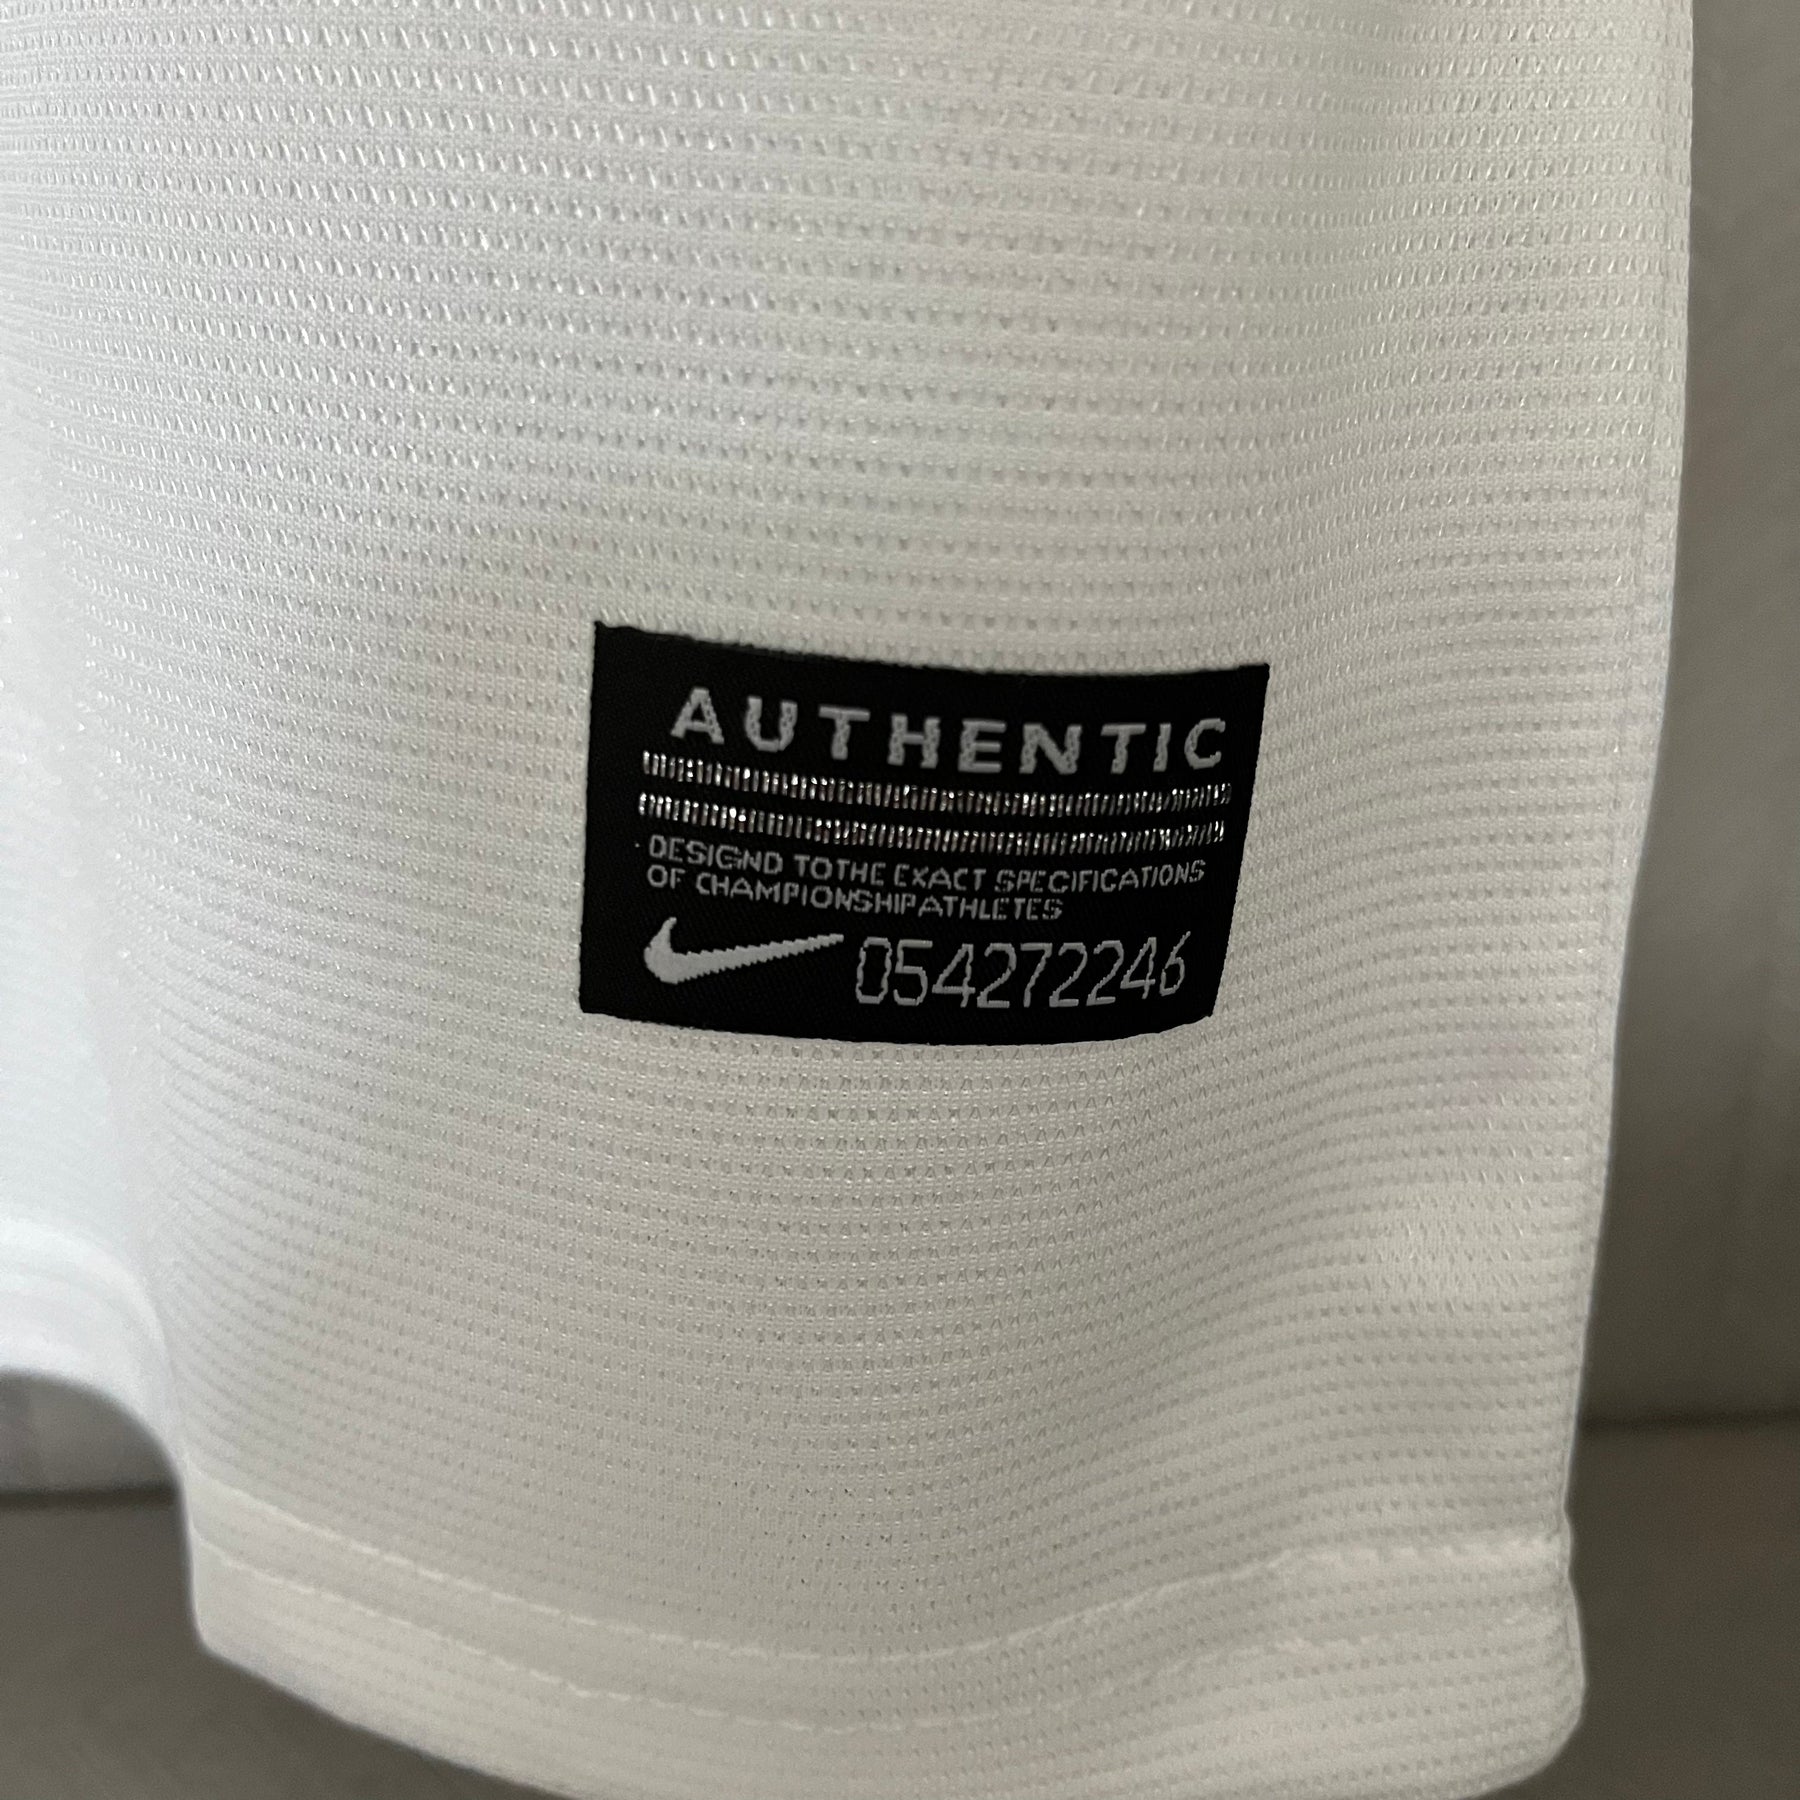 AUTHENTIC
DESIGND TOTHE EXACT SPECIFICATIONS
OF CHAMPIONSHIPATHLETES
054272246